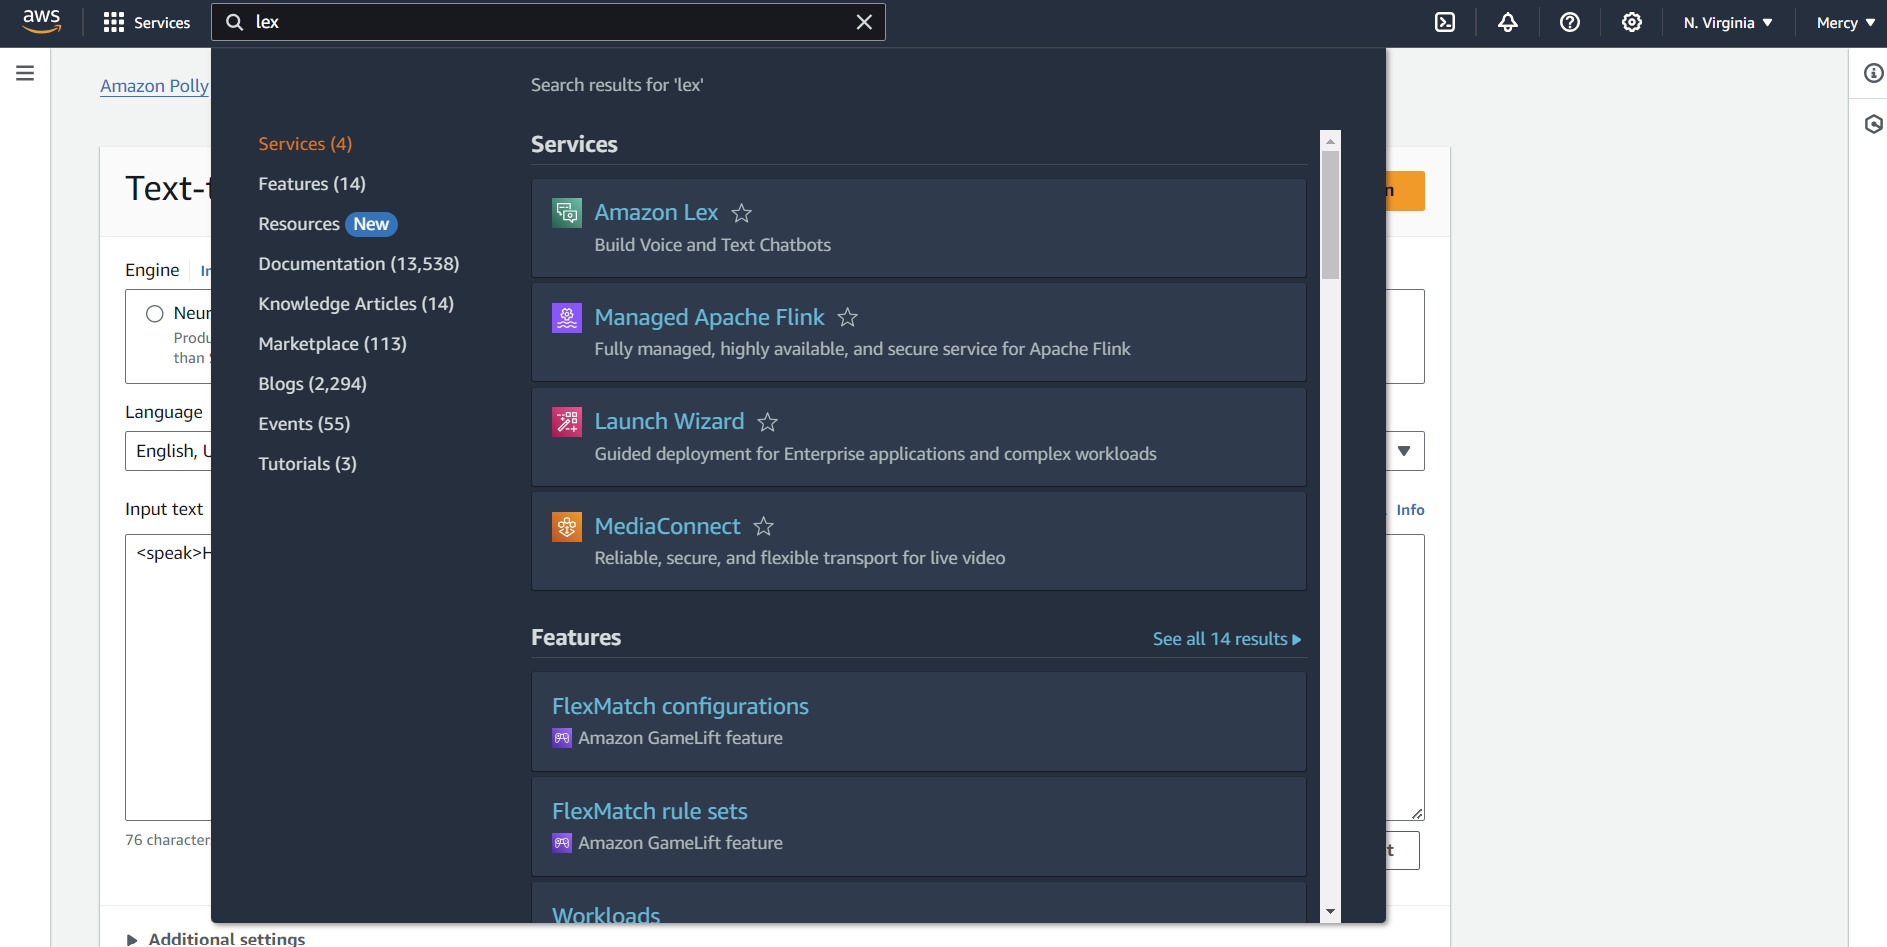 aws
Services
lex
N. Virginia
Mercy
Amazon Polly
Search results for 'lex'
Services (4)
Features (14)
Resources New
Documentation (13,538)
Knowledge Articles (14)
Marketplace (113)
Blogs (2,294)
Events (55)
Tutorials (3)
Services
Amazon Lex
Build Voice and Text Chatbots
Managed Apache Flink
Fully managed, highly available, and secure service for Apache Flink
Launch Wizard
Guided deployment for Enterprise applications and complex workloads
MediaConnect
Reliable, secure, and flexible transport for live video
Features
See all 14 results
FlexMatch configurations
Amazon GameLift feature
FlexMatch rule sets
Amazon GameLift feature
Workloads
Text-
Engine
Neur
Produ
than
Language
English, U
Input text
Info
<speak>H
76 character
Additional settings